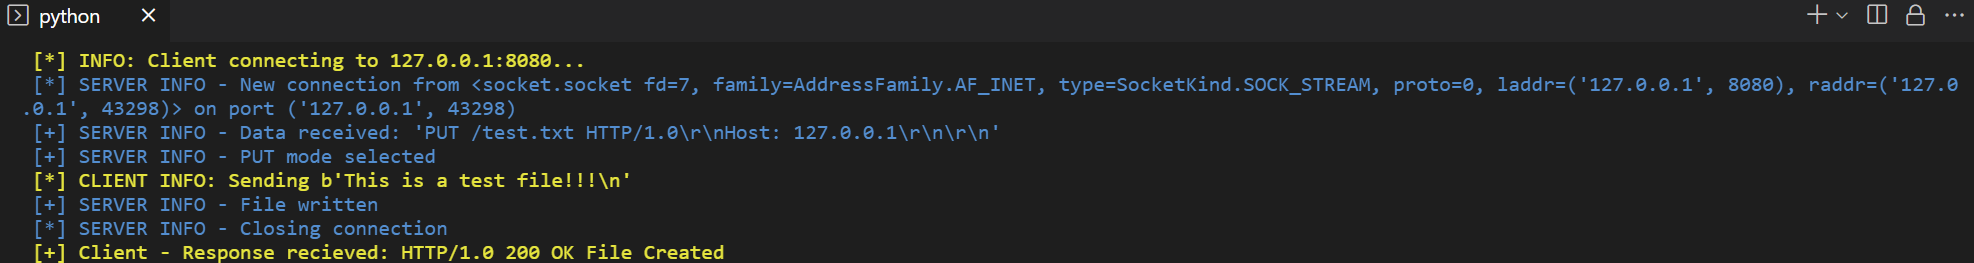 python
[*] INFO: Client connecting to 127.0.0.1:8080...
[*] SERVER INFO - New connection from <socket.socket fd=7, family=AddressFamily.AF_INET, type=SocketKind.SOCK_STREAM, proto=0, laddr=('127.0.0.1', 8080), raddr=('127.0
.0.1', 43298)> on port ('127.0.0.1', 43298)
[+] SERVER INFO - Data received: 'PUT /test.txt HTTP/1.0\r\nHost: 127.0.0.1\r\n\r\n'
[+] SERVER INFO - PUT mode selected
[*] CLIENT INFO: Sending b'This is a test file!!!\n'
[+] SERVER INFO - File written
[*] SERVER INFO - Closing connection
[+] Client - Response recieved: HTTP/1.0 200 OK File Created